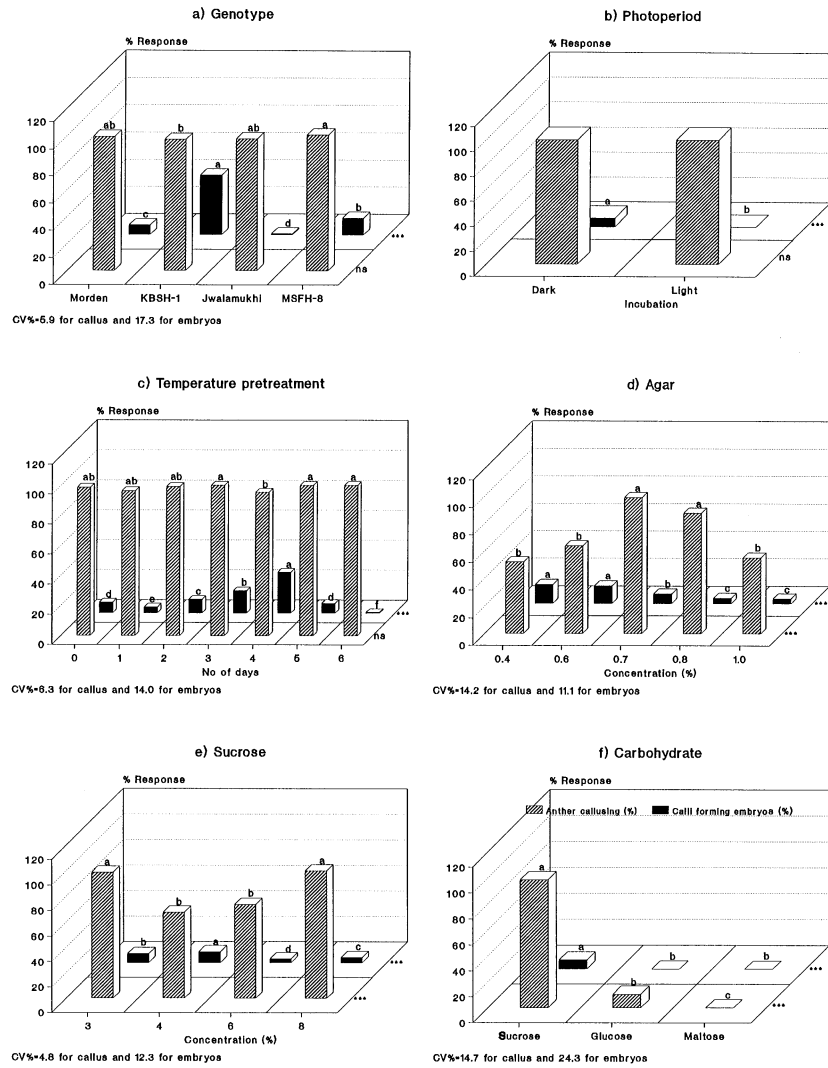 a) Genotype
% Response
120
100
80
60
40
20
0
ab
b
ab
a
c
a
d
b
***
ns
Morden KBSH-1 Jwalamukhi MSFH-8
CV%=5.9 for callus and 17.3 for embryos
b) Photoperiod
% Response
120
100
80
60
40
20
0
a
b
***
ns
Dark Light
Incubation
c) Temperature pretreatment
% Response
120
100
80
60
40
20
0
ab ab ab a b a a
d e c b a d f
***
ns
0 1 2 3 4 5 6
No of days
CV%=6.3 for callus and 14.0 for embryos
d) Agar
% Response
120
100
80
60
40
20
0
b b a a b
a a b c c
***
***
0.4 0.6 0.7 0.8 1.0
Concentration (%)
CV%=14.2 for callus and 11.1 for embryos
e) Sucrose
% Response
120
100
80
60
40
20
0
a b b a
b a d c
***
***
3 4 6 8
Concentration (%)
CV%=4.8 for callus and 12.3 for embryos
f) Carbohydrate
% Response
Anther callusing (%) Calli forming embryos (%)
120
100
80
60
40
20
0
a b c
a b b
***
***
Sucrose Glucose Maltose
CV%=14.7 for callus and 24.3 for embryos